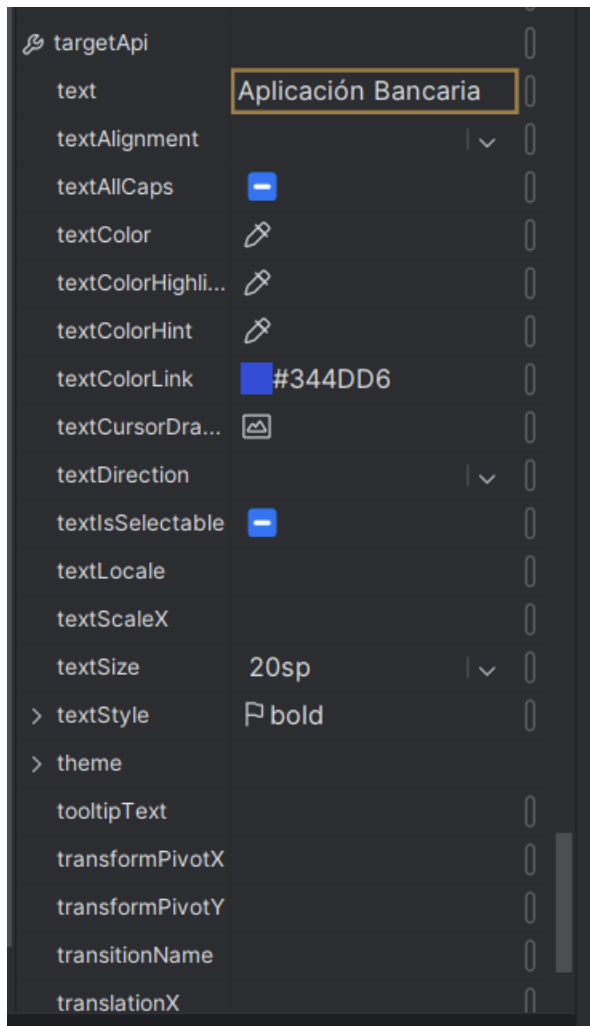 targetApi
text Aplicación Bancaria
textAlignment
textAllCaps
textColor
textColorHighli...
textColorHint
textColorLink #344DD6
textCursorDra...
textDirection
textIsSelectable
textLocale
textScaleX
textSize 20sp
textStyle bold
theme
tooltipText
transformPivotX
transformPivotY
transitionName
translationX